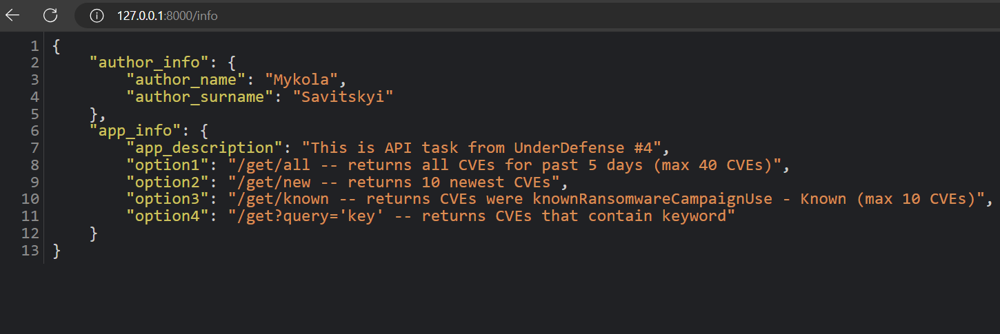 127.0.0.1:8000/info
1 {
2     "author_info": {
3         "author_name": "Mykola",
4         "author_surname": "Savitskyi"
5     },
6     "app_info": {
7         "app_description": "This is API task from UnderDefense #4",
8         "option1": "/get/all -- returns all CVEs for past 5 days (max 40 CVEs)",
9         "option2": "/get/new -- returns 10 newest CVEs",
10         "option3": "/get/known -- returns CVEs were knownRansomwareCampaignUse - Known (max 10 CVEs)",
11         "option4": "/get?query='key' -- returns CVEs that contain keyword"
12     }
13 }